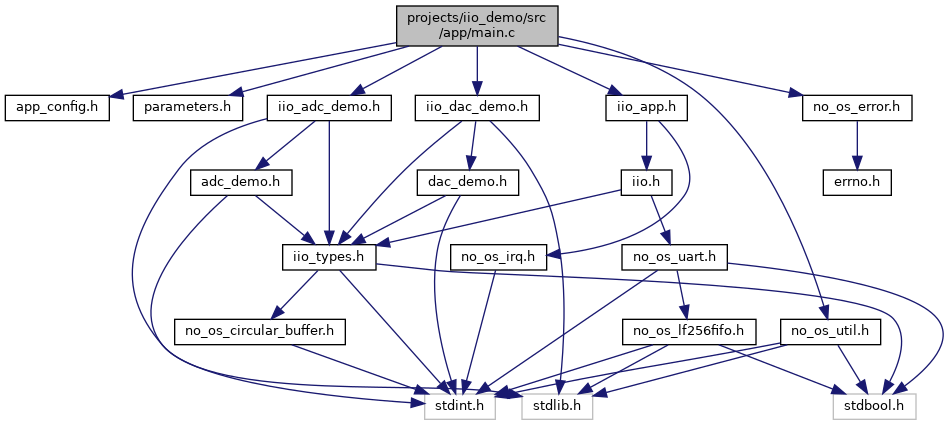 projects/iio_demo/src
/app/main.c
app_config.h
parameters.h
iio_adc_demo.h
iio_dac_demo.h
iio_app.h
no_os_error.h
adc_demo.h
dac_demo.h
iio.h
errno.h
iio_types.h
no_os_irq.h
no_os_uart.h
no_os_circular_buffer.h
no_os_lf256fifo.h
no_os_util.h
stdint.h
stdlib.h
stdbool.h